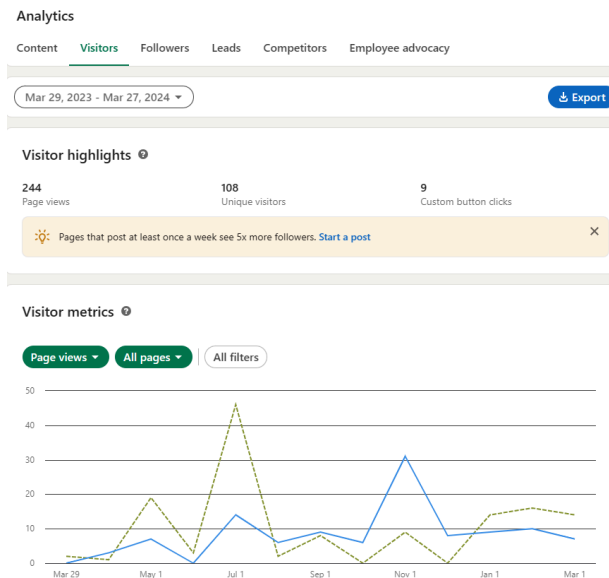 Analytics
Content Visitors Followers Leads Competitors Employee advocacy
Mar 29, 2023 - Mar 27, 2024
Export
Visitor highlights
244 108 9
Page views Unique visitors Custom button clicks
Pages that post at least once a week see 5x more followers. Start a post
Visitor metrics
Page views All pages All filters
50
40
30
20
10
0
Mar 29 May 1 Jul 1 Sep 1 Nov 1 Jan 1 Mar 1